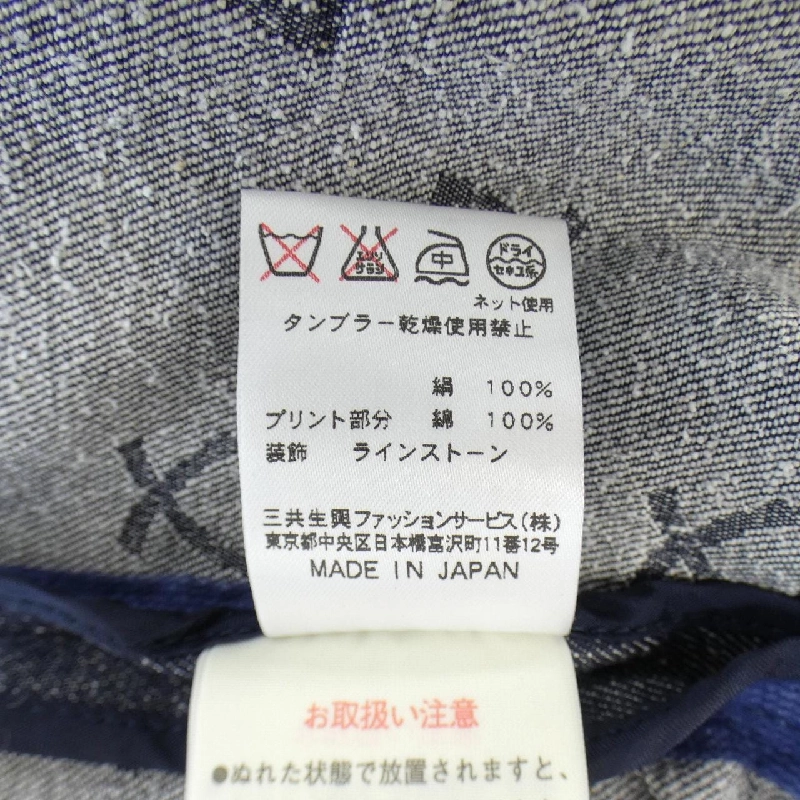 エンソ
サラシ
中
ドライ
セキユ系
ネット使用
タンブラー乾燥使用禁止
絹 100%
プリント部分 綿 100%
装飾 ラインストーン
三共生興ファッションサービス(株)
東京都中央区日本橋富沢町11番12号
MADE IN JAPAN
お取扱い注意
●ぬれた状態で放置されますと、